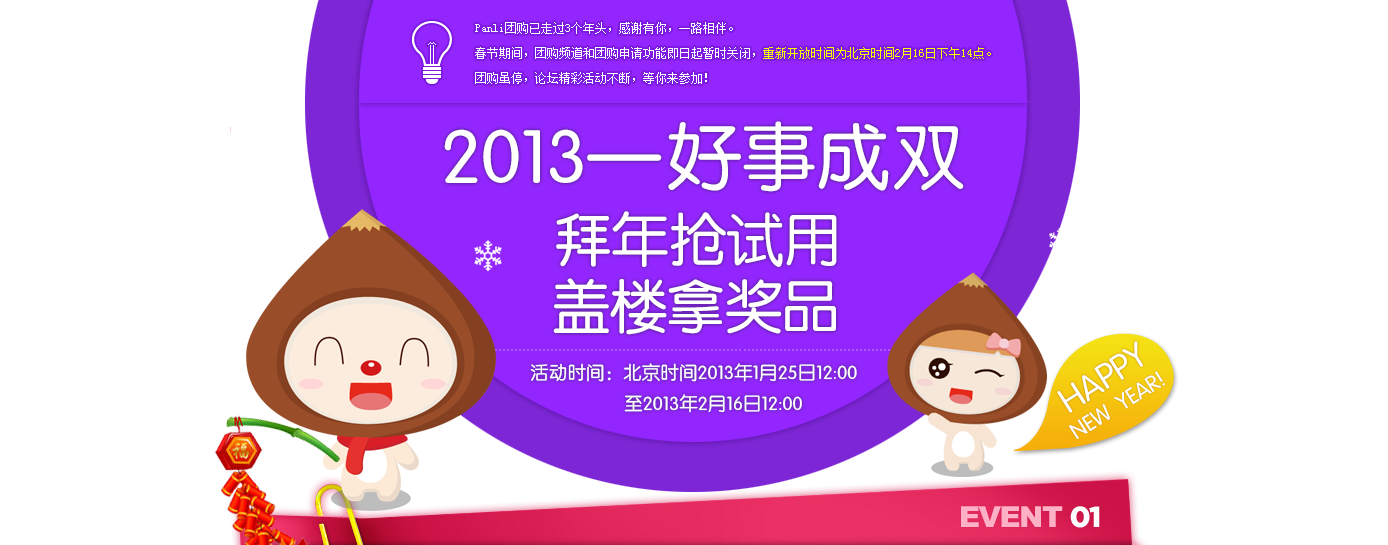 Panli团购已走过3个年头，感谢有你，一路相伴。
春节期间，团购频道和团购申请功能即日起暂时关闭，重新开放时间为北京时间2月16日下午14点。
团购虽停，论坛精彩活动不断，等你来参加！
2013—好事成双
拜年抢试用
盖楼拿奖品
活动时间：北京时间2013年1月25日12:00
至2013年2月16日12:00
HAPPY
NEW YEAR!
福
EVENT 01